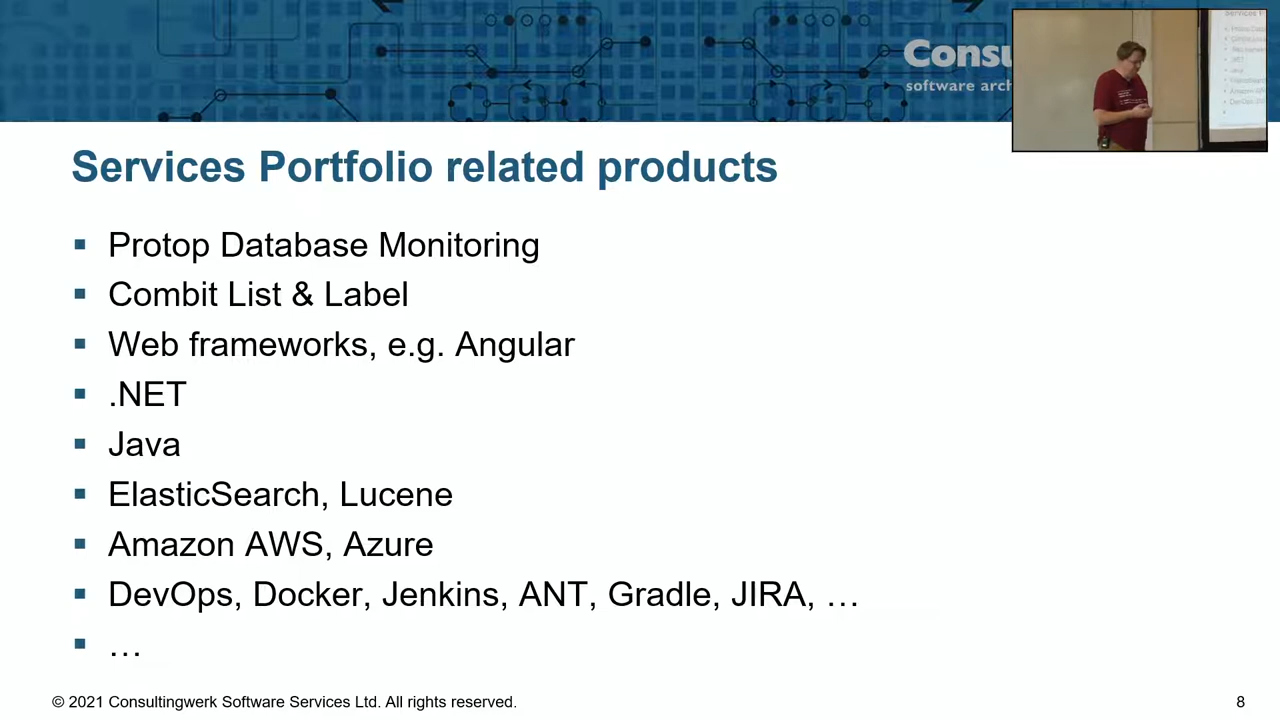 Consu
software arch
Services Portfolio related products
Protop Database Monitoring
Combit List & Label
Web frameworks, e.g. Angular
.NET
Java
ElasticSearch, Lucene
Amazon AWS, Azure
DevOps, Docker, Jenkins, ANT, Gradle, JIRA, …
…
© 2021 Consultingwerk Software Services Ltd. All rights reserved.
8